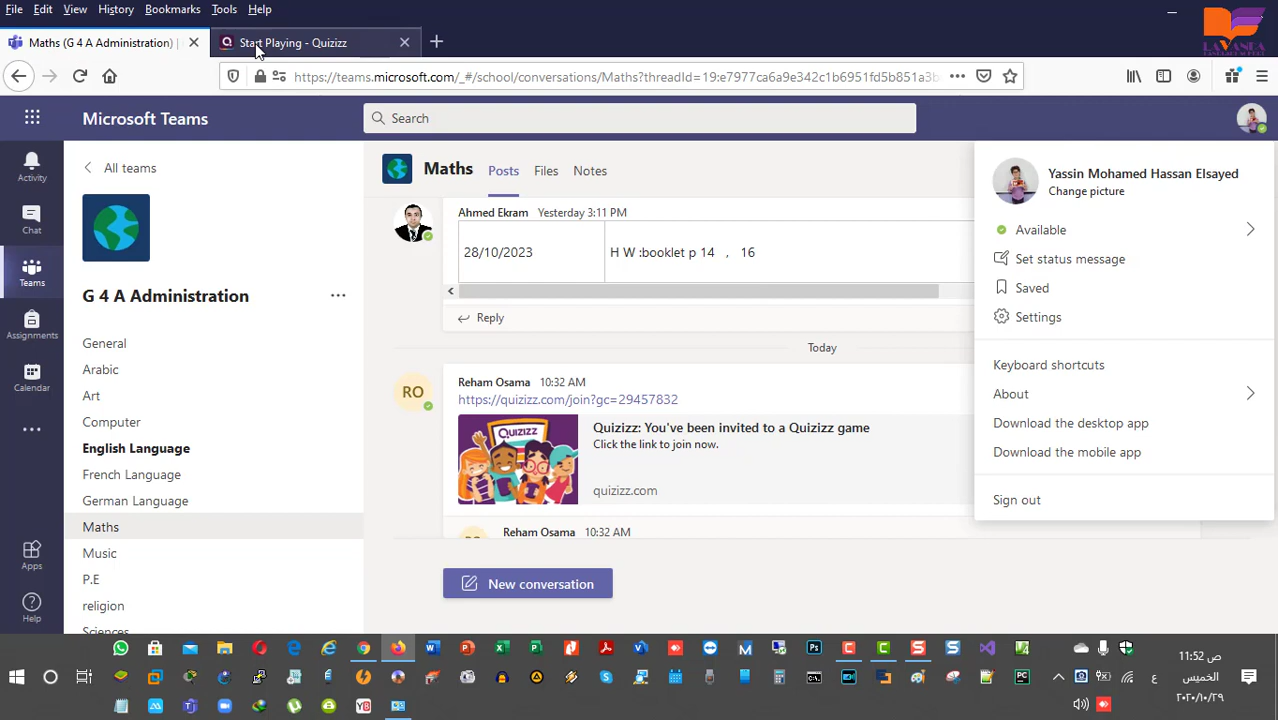 File Edit View History Bookmarks Tools Help
LAVANDA
Maths (G 4 A Administration) |
Start Playing - Quizizz
https://teams.microsoft.com/_#/school/conversations/Maths?threadId=19:e7977ca6a9e342c1b6951fd5b851a3b
Microsoft Teams
Search
Activity
Chat
Teams
Assignments
Calendar
Apps
Help
All teams
G 4 A Administration
General
Arabic
Art
Computer
English Language
French Language
German Language
Maths
Music
P.E
religion
Sciences
Maths Posts Files Notes
Ahmed Ekram Yesterday 3:11 PM
28/10/2023 H W :booklet p 14 , 16
Reply
Today
RO
Reham Osama 10:32 AM
https://quizizz.com/join?gc=29457832
Quizizz
Quizizz: You've been invited to a Quizizz game
Click the link to join now.
quizizz.com
Reham Osama 10:32 AM
New conversation
Yassin Mohamed Hassan Elsayed
Change picture
Available
Set status message
Saved
Settings
Keyboard shortcuts
About
Download the desktop app
Download the mobile app
Sign out
ص 11:52
الخميس
٢٠٢٠/١٠/٢٩
ع